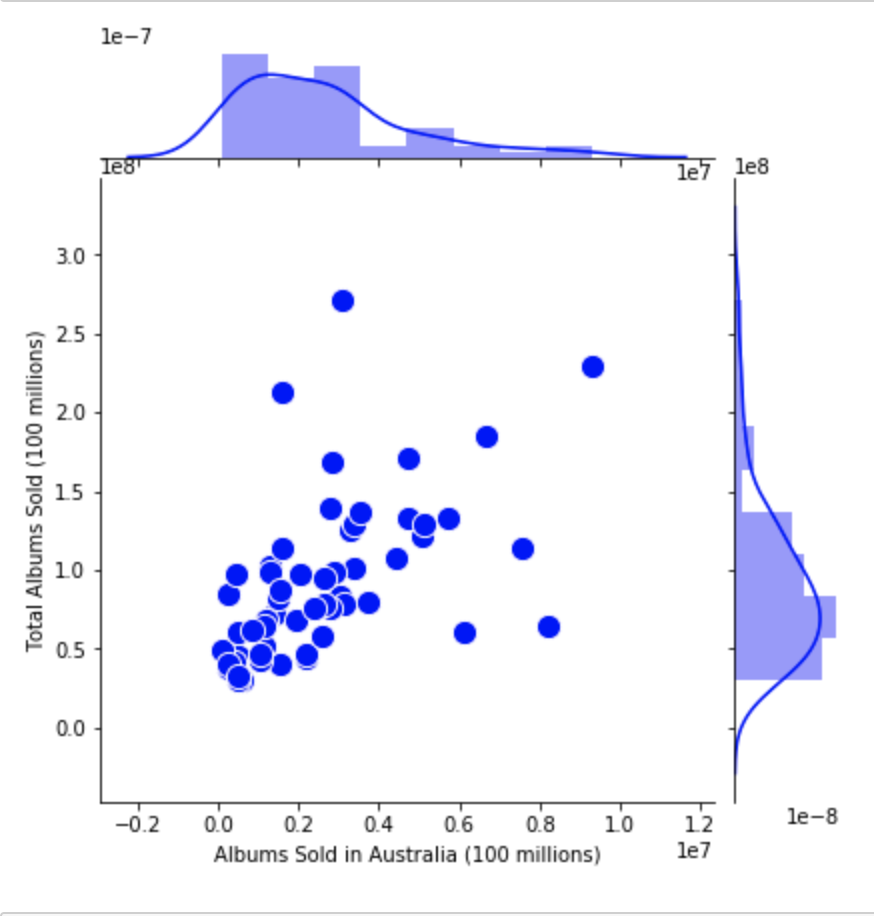 1e−7
1e8
1e7
1e8
3.0
2.5
2.0
1.5
1.0
0.5
0.0
Total Albums Sold (100 millions)
−0.2 0.0 0.2 0.4 0.6 0.8 1.0 1.2
Albums Sold in Australia (100 millions)
1e7
1e−8